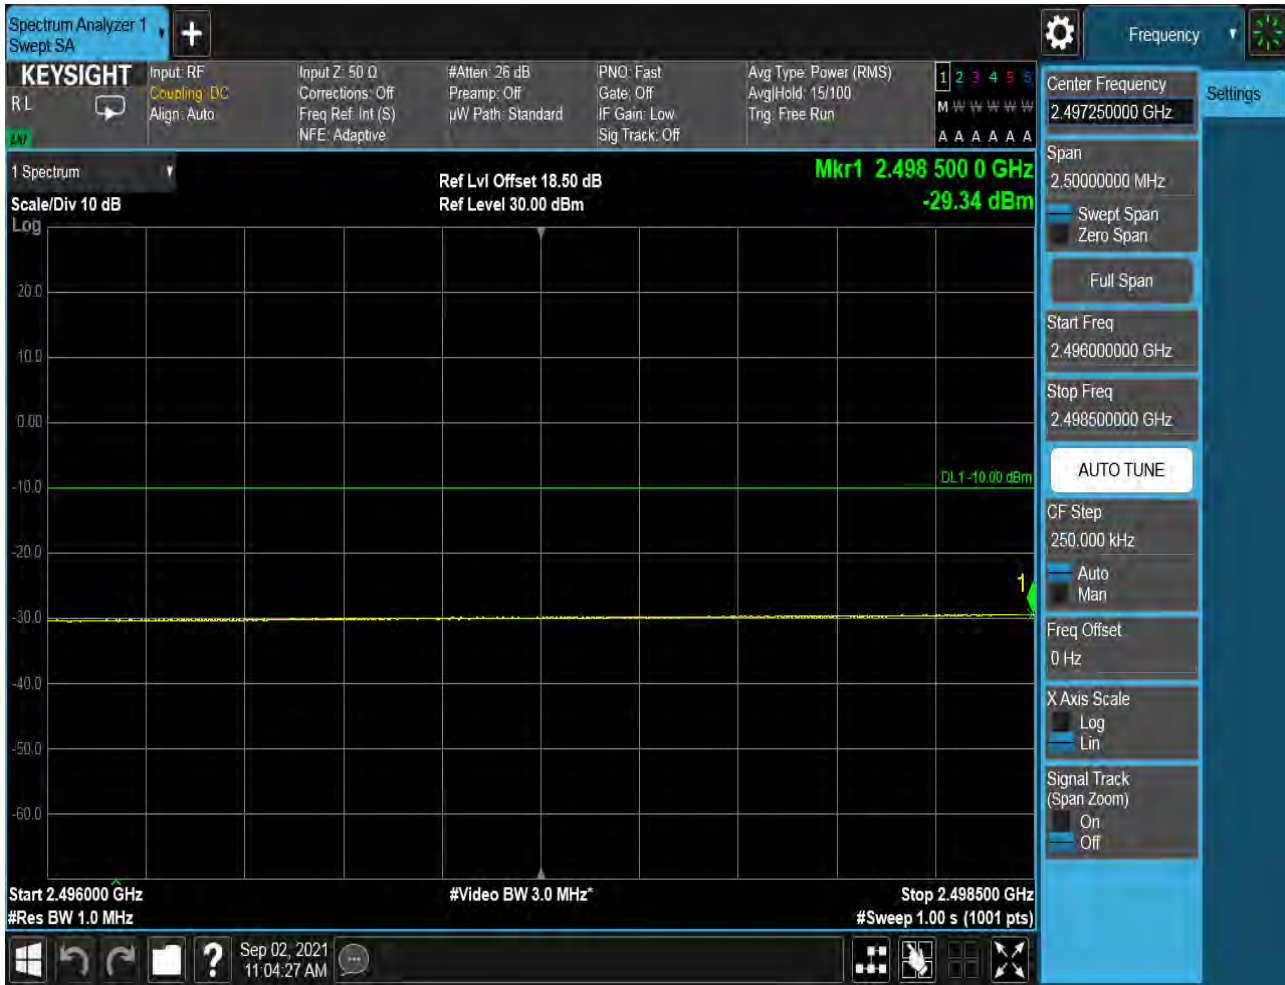 Spectrum Analyzer 1
Swept SA
+
Frequency
KEYSIGHT
R L
LNI
Input: RF
Coupling: DC
Align: Auto
Input Z: 50 Ω
Corrections: Off
Freq Ref: Int (S)
NFE: Adaptive
#Atten: 26 dB
Preamp: Off
µW Path: Standard
PNO: Fast
Gate: Off
IF Gain: Low
Sig Track: Off
Avg Type: Power (RMS)
Avg|Hold: 15/100
Trig: Free Run
1 2 3 4 5 6
M W W W W W
A A A A A A
1 Spectrum
Scale/Div 10 dB
Log
Ref Lvl Offset 18.50 dB
Ref Level 30.00 dBm
Mkr1 2.498 500 0 GHz
-29.34 dBm
20.0
10.0
0.00
-10.0
-20.0
-30.0
-40.0
-50.0
-60.0
DL1 -10.00 dBm
1
Start 2.496000 GHz
#Res BW 1.0 MHz
#Video BW 3.0 MHz*
Stop 2.498500 GHz
#Sweep 1.00 s (1001 pts)
Center Frequency
2.497250000 GHz
Settings
Span
2.50000000 MHz
Swept Span
Zero Span
Full Span
Start Freq
2.496000000 GHz
Stop Freq
2.498500000 GHz
AUTO TUNE
CF Step
250.000 kHz
Auto
Man
Freq Offset
0 Hz
X Axis Scale
Log
Lin
Signal Track
(Span Zoom)
On
Off
?
Sep 02, 2021
11:04:27 AM